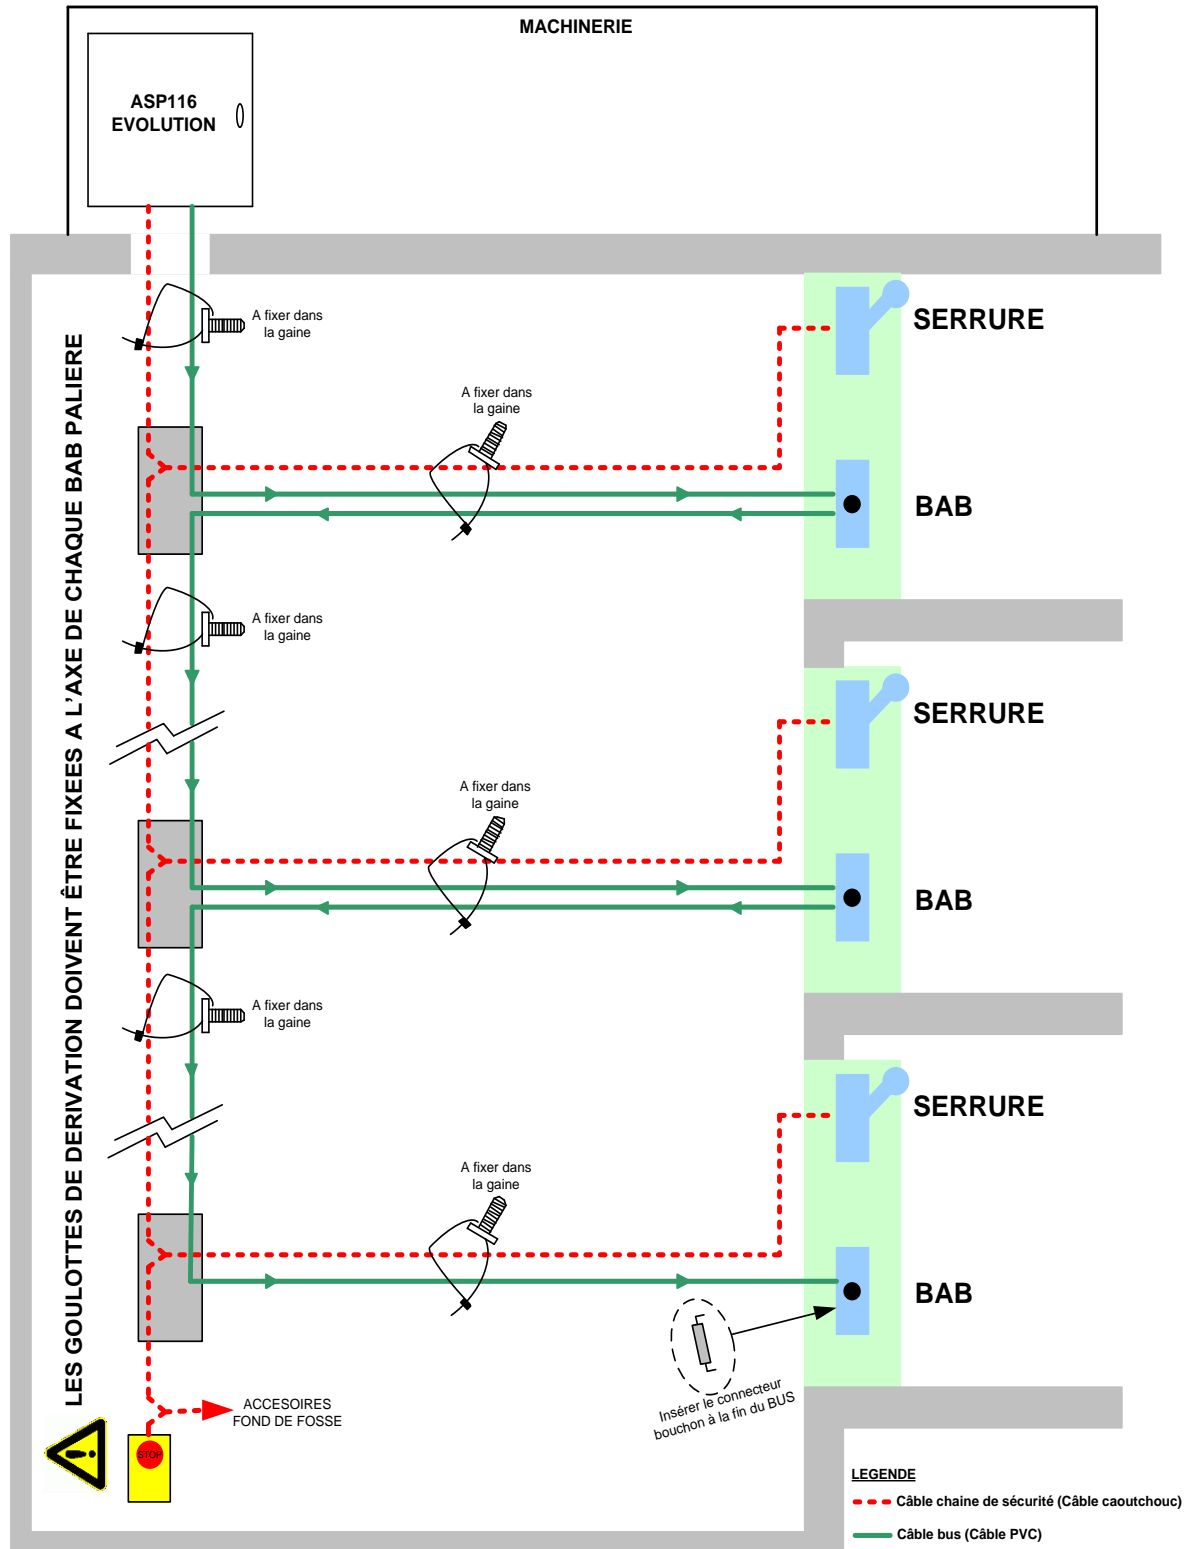 MACHINERIE
ASP116
EVOLUTION
LES GOULOTTES DE DERIVATION DOIVENT ÊTRE FIXEES A L'AXE DE CHAQUE BAB PALIERE
A fixer dans
la gaine
SERRURE
A fixer dans
la gaine
BAB
A fixer dans
la gaine
SERRURE
A fixer dans
la gaine
BAB
A fixer dans
la gaine
SERRURE
A fixer dans
la gaine
BAB
Insérer le connecteur
bouchon à la fin du BUS
ACCESOIRES
FOND DE FOSSE
STOP
LEGENDE
Câble chaine de sécurité (Câble caoutchouc)
Câble bus (Câble PVC)